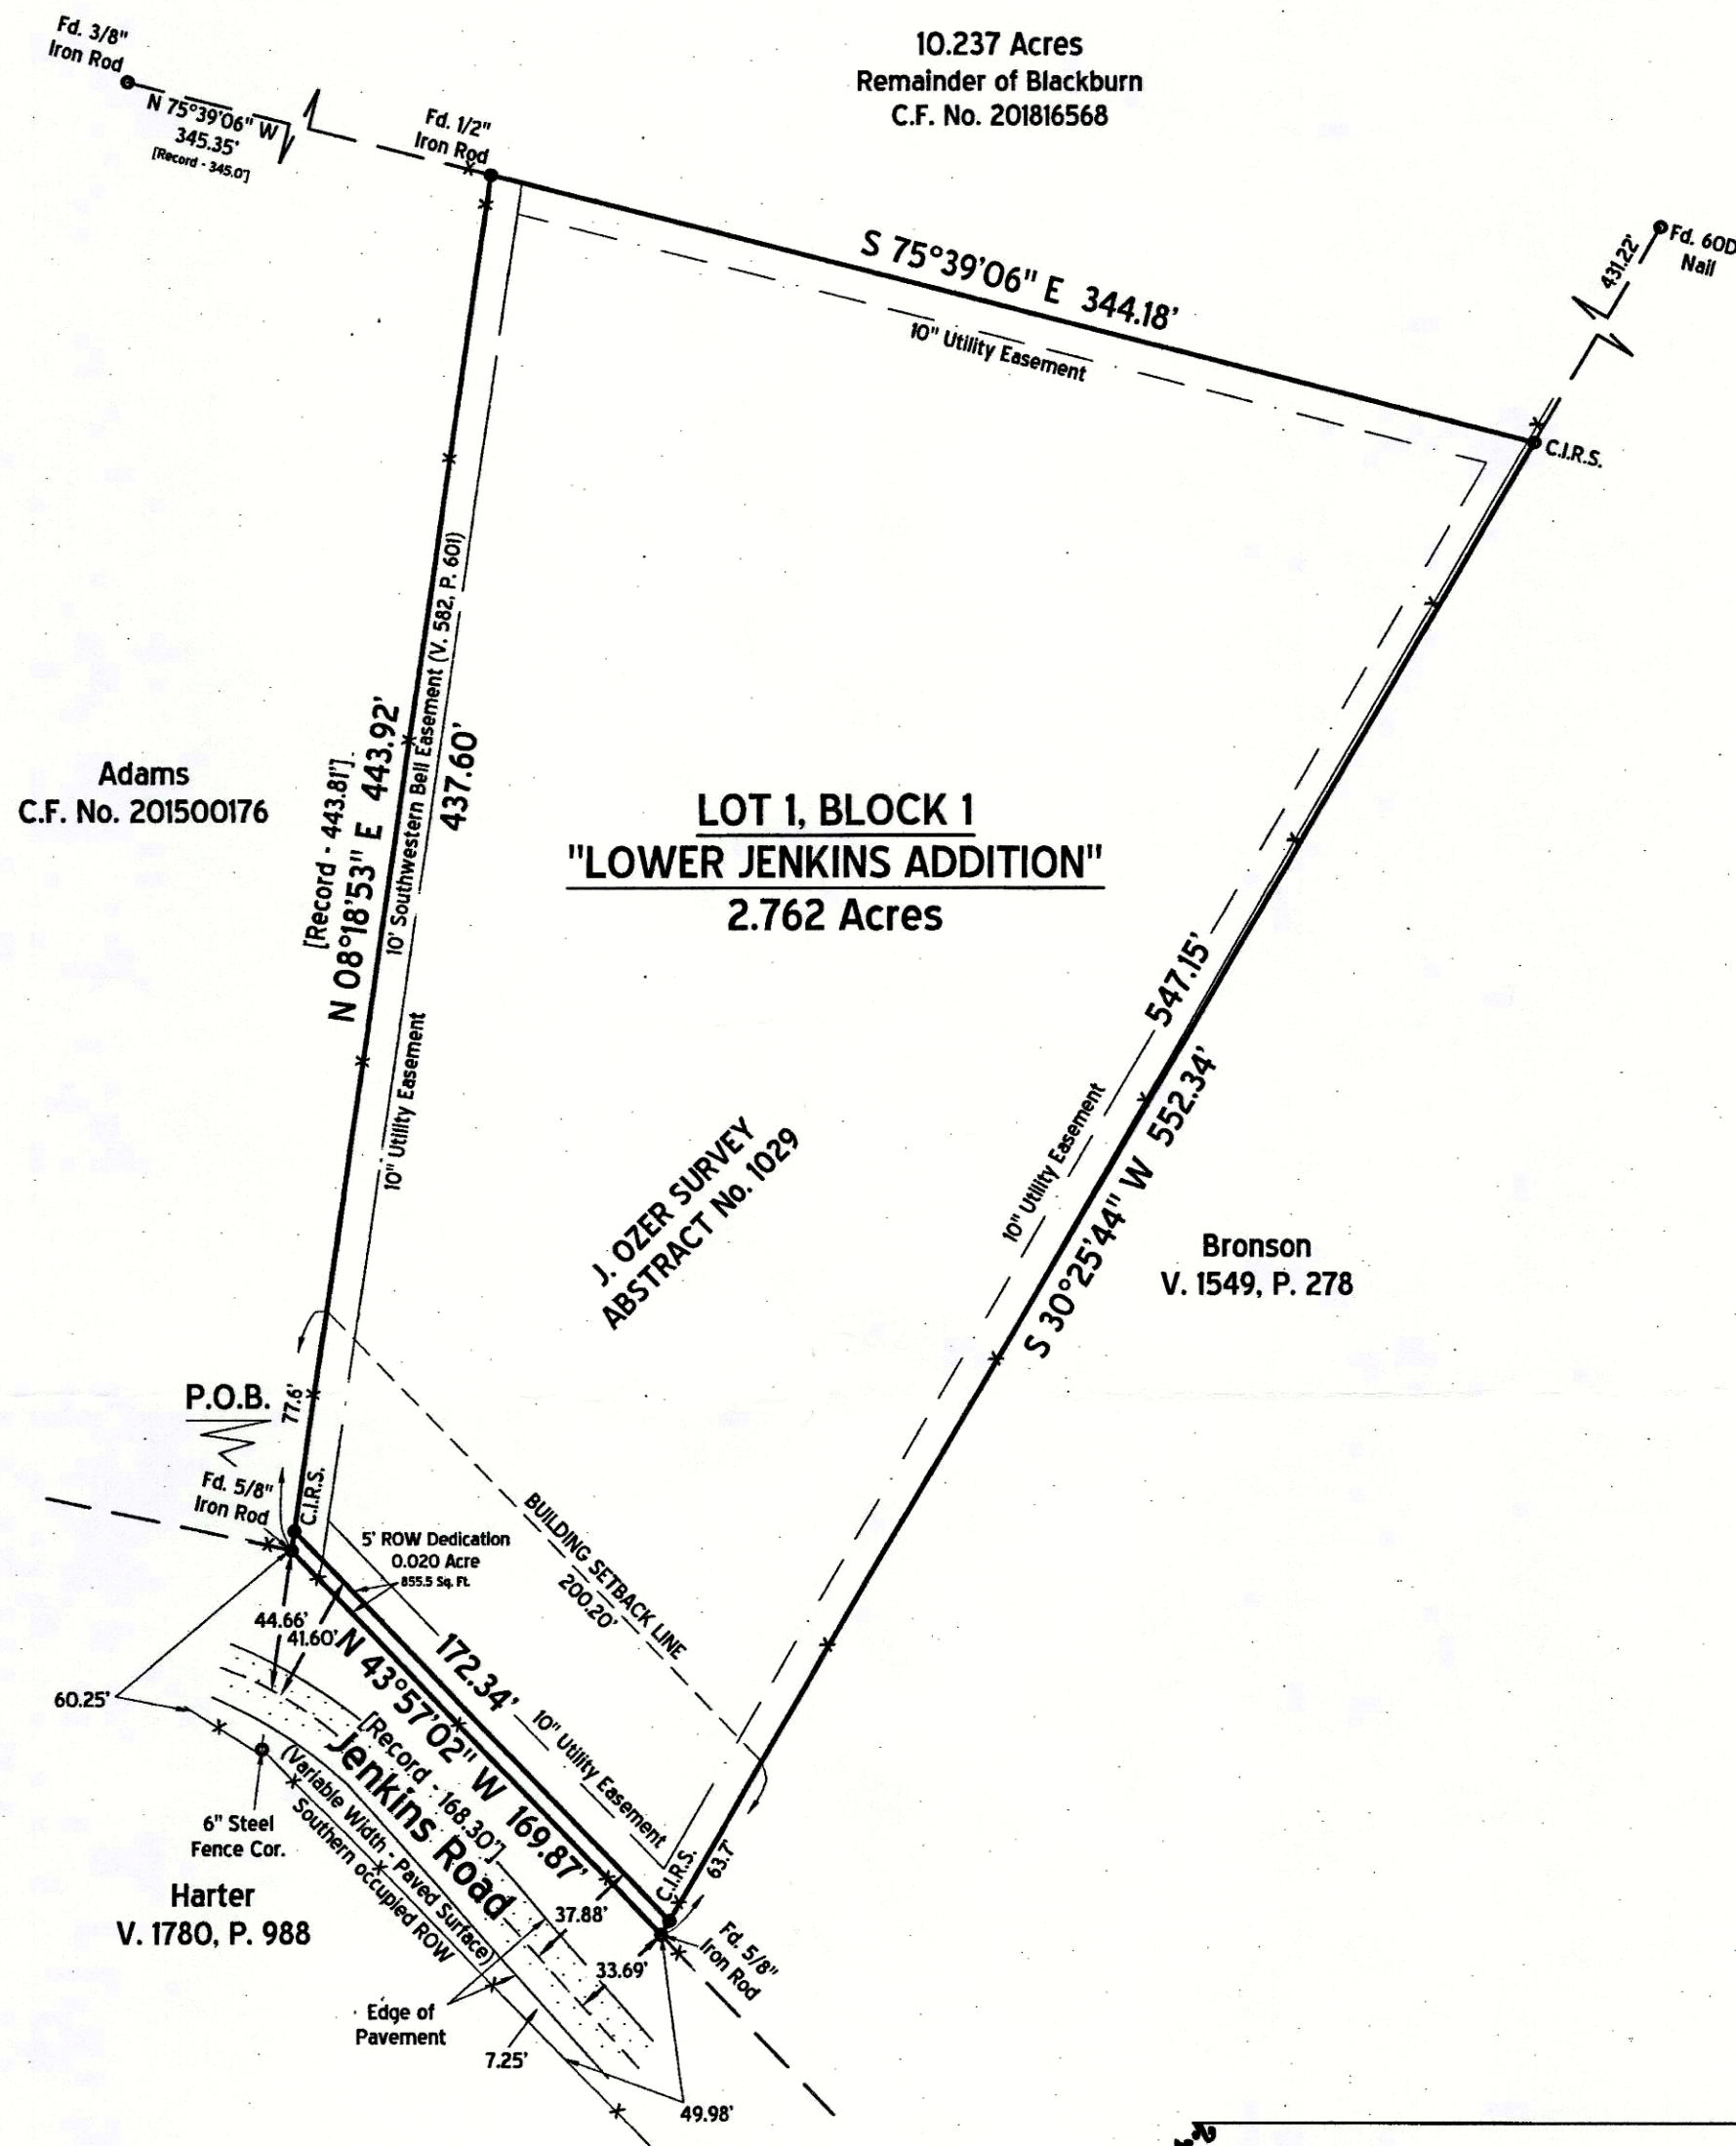 Fd. 3/8"
Iron Rod
N 75°39'06" W
345.35'
[Record - 345.0']
Fd. 1/2"
Iron Rod
10.237 Acres
Remainder of Blackburn
C.F. No. 201816568
Fd. 60D
Nail
431.22'
S 75°39'06" E 344.18'
10" Utility Easement
C.I.R.S.
Adams
C.F. No. 201500176
[Record - 443.81']
N 08°18'53" E 443.92'
10' Southwestern Bell Easement (V. 582, P. 601)
437.60'
10" Utility Easement
LOT 1, BLOCK 1
"LOWER JENKINS ADDITION"
2.762 Acres
547.15'
S 30°25'44" W 552.34'
10" Utility Easement
J. OZER SURVEY
ABSTRACT No. 1029
Bronson
V. 1549, P. 278
P.O.B.
77.6'
Fd. 5/8"
Iron Rod
C.I.R.S.
5' ROW Dedication
0.020 Acre
855.5 Sq. Ft.
BUILDING SETBACK LINE
200.20'
44.66'
41.60'
60.25'
172.34'
10" Utility Easement
N 43°57'02" W 169.87'
[Record - 168.30']
Jenkins Road
(Variable Width - Paved Surface)
Southern occupied ROW
6" Steel
Fence Cor.
Harter
V. 1780, P. 988
C.I.R.S.
63.7'
Fd. 5/8"
Iron Rod
37.88'
33.69'
Edge of
Pavement
7.25'
49.98'